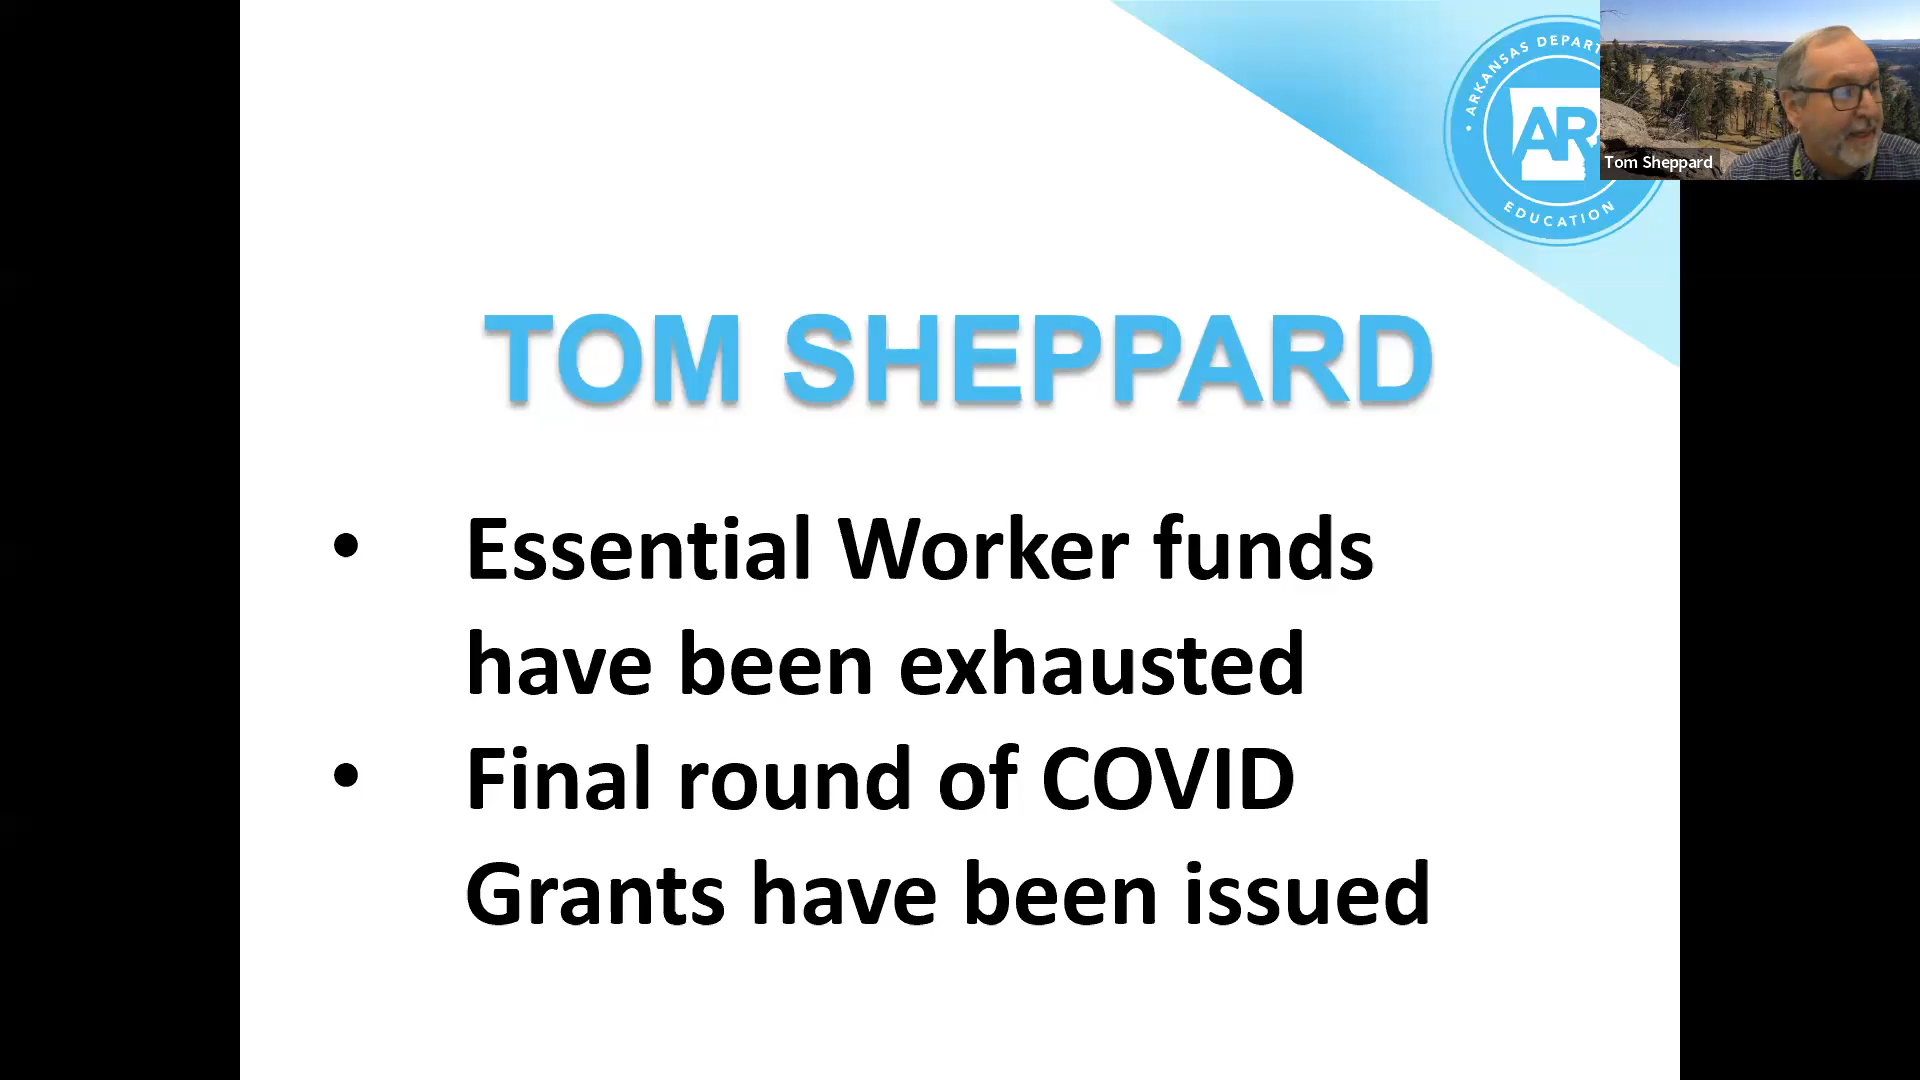 ARKANSAS
EDUCATION
AR
Tom Sheppard
TOM SHEPPARD
• Essential Worker funds
have been exhausted
• Final round of COVID
Grants have been issued